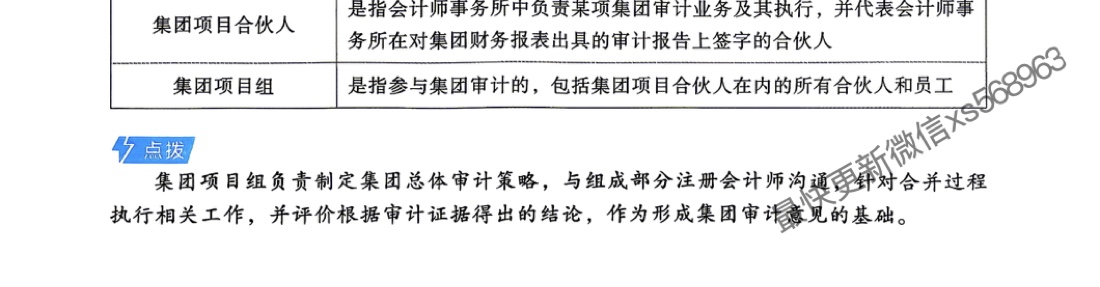 是指会计师事务所中负责某项集团审计业务及其执行，并代表会计师事
集团项目合伙人
务所在对集团财务报表出具的审计报告上签字的合伙人
集团项目组
是指参与集团审计的，包括集团项目合伙人在内的所有合伙人和员工
点拨
集团项目组负责制定集团总体审计策略，与组成部分注册会计师沟通，针对合并过程
执行相关工作，并评价根据审计证据得出的结论，作为形成集团审计意见的基础。
最快更新微信xs568963